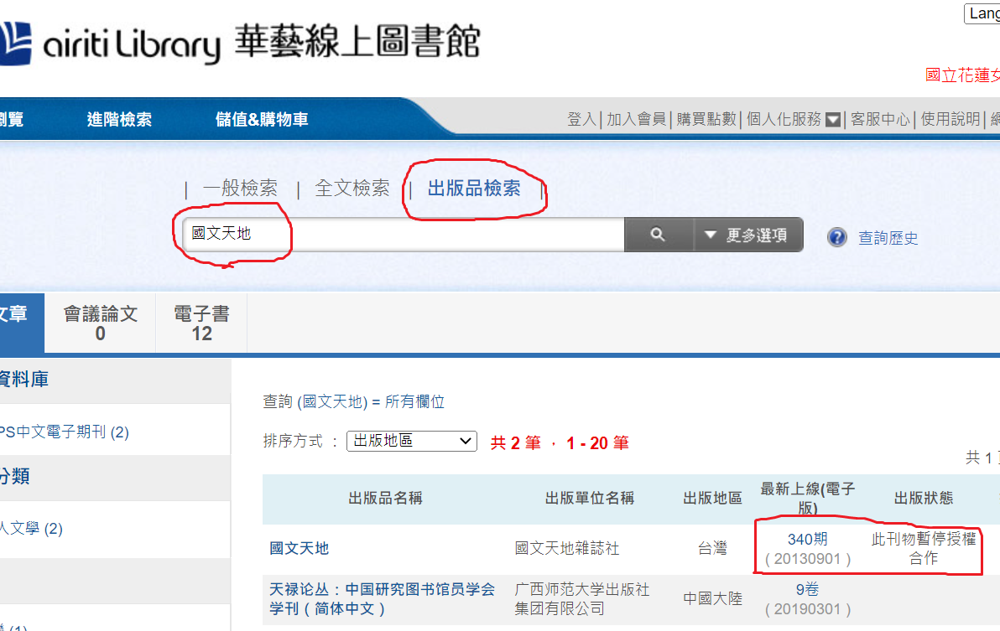 airiti Library 華藝線上圖書館
Lang
國立花蓮女
瀏覽 進階檢索 儲值&購物車 登入 | 加入會員 | 購買點數 | 個人化服務 | 客服中心 | 使用說明 |
| 一般檢索 | 全文檢索 | 出版品檢索 |
國文天地 更多選項 ? 查詢歷史
文章 會議論文 電子書
0 12
資料庫
查詢 (國文天地) = 所有欄位
PS中文電子期刊 (2)
排序方式 : 出版地區 共 2 筆 ‧ 1 - 20 筆
共 1 頁
分類
出版品名稱 出版單位名稱 出版地區 最新上線(電子版) 出版狀態
人文學 (2)
國文天地 國文天地雜誌社 台灣 340期 ( 20130901 ) 此刊物暫停授權合作
天禄论丛：中国研究图书馆员学会学刊（简体中文） 广西师范大学出版社集团有限公司 中國大陸 9卷 ( 20190301 )
(1)